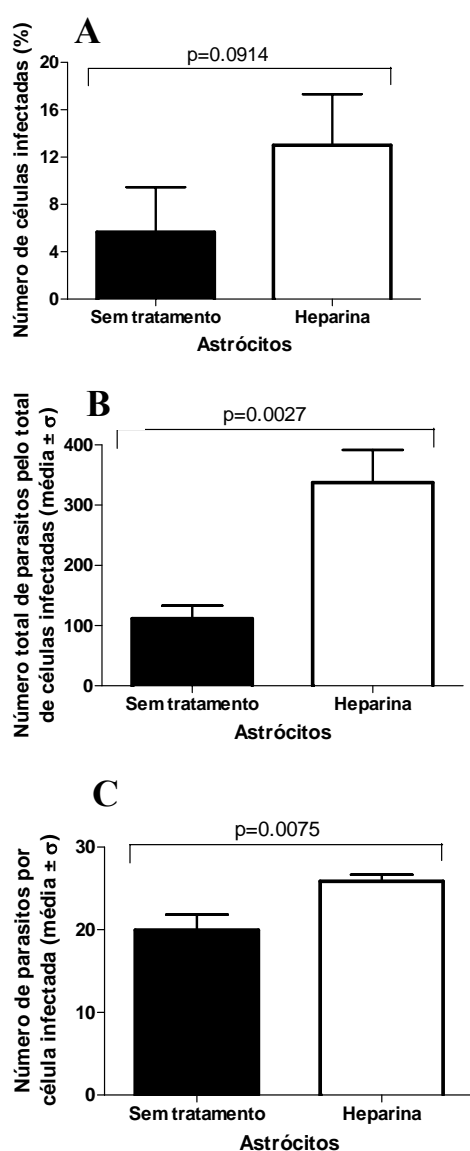 A
p=0.0914
Número de células infectadas (%)
20
16
12
8
4
0
Sem tratamento Heparina
Astrócitos
B
p=0.0027
Número total de parasitos pelo total
de células infectadas (média ± σ)
400
300
200
100
0
Sem tratamento Heparina
Astrócitos
C
p=0.0075
Número de parasitos por
célula infectada (média ± σ)
30
20
10
0
Sem tratamento Heparina
Astrócitos